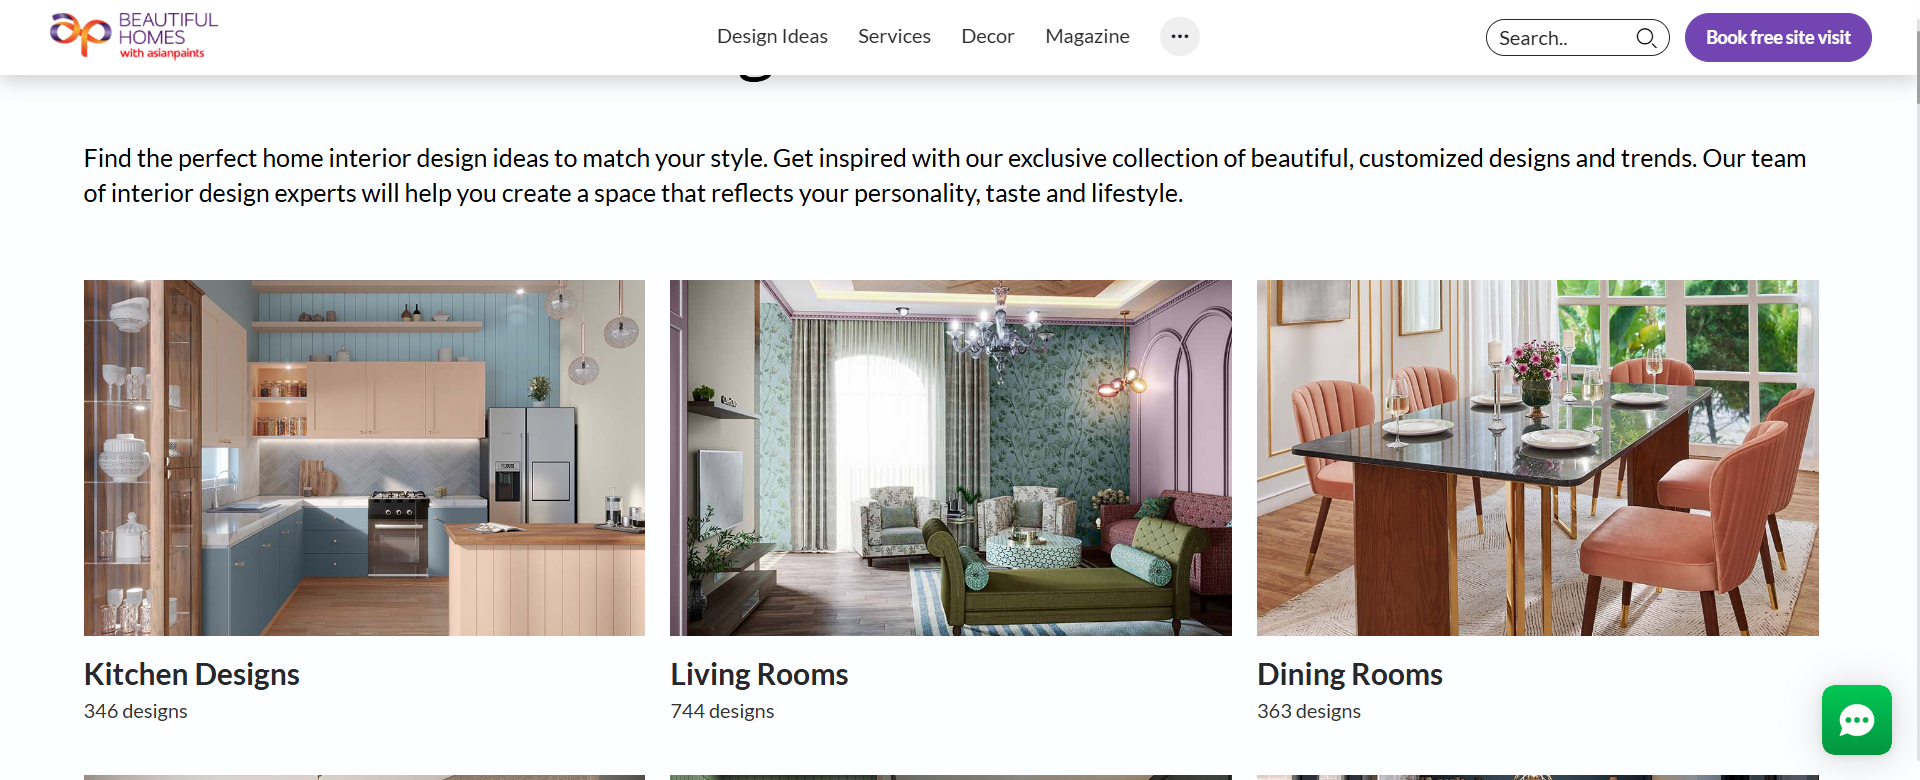 BEAUTIFUL
HOMES
with asianpaints
Design Ideas
Services
Decor
Magazine
Search..
Book free site visit
Find the perfect home interior design ideas to match your style. Get inspired with our exclusive collection of beautiful, customized designs and trends. Our team
of interior design experts will help you create a space that reflects your personality, taste and lifestyle.
Kitchen Designs
346 designs
Living Rooms
744 designs
Dining Rooms
363 designs